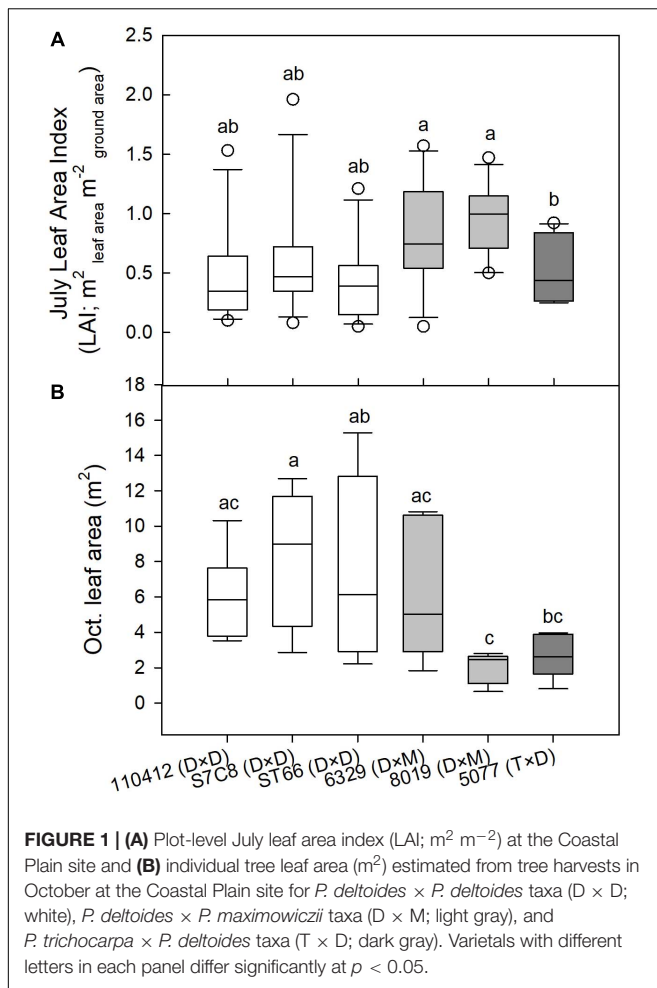 A
July Leaf Area Index
(LAI; m² leaf area m⁻² ground area)
2.5
2.0
1.5
1.0
0.5
0.0
ab
ab
ab
a
a
b
B
Oct. leaf area (m²)
18
16
14
12
10
8
6
4
2
0
ac
a
ab
ac
c
bc
110412 (D×D)
S7C8 (D×D)
ST66 (D×D)
6329 (D×M)
8019 (D×M)
5077 (T×D)
FIGURE 1 | (A) Plot-level July leaf area index (LAI; m² m⁻²) at the Coastal
Plain site and (B) individual tree leaf area (m²) estimated from tree harvests in
October at the Coastal Plain site for P. deltoides × P. deltoides taxa (D × D;
white), P. deltoides × P. maximowiczii taxa (D × M; light gray), and
P. trichocarpa × P. deltoides taxa (T × D; dark gray). Varietals with different
letters in each panel differ significantly at p < 0.05.